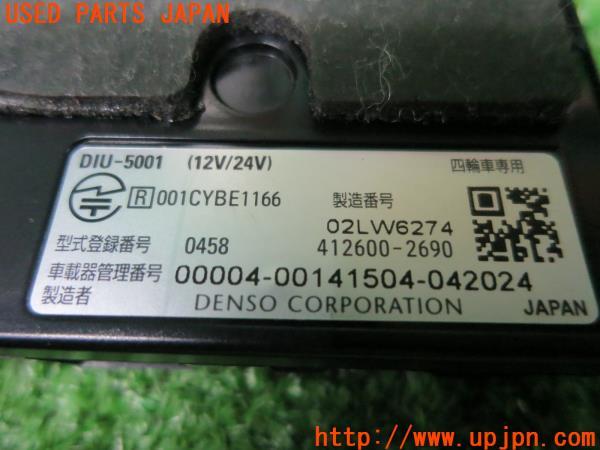 USED PARTS JAPAN
DIU-5001 (12V/24V) 四輪車専用
R 001CYBE1166 製造番号
02LW6274
型式登録番号 0458 412600-2690
車載器管理番号 00004-00141504-042024
製造者 DENSO CORPORATION JAPAN
http://www.upjpn.com